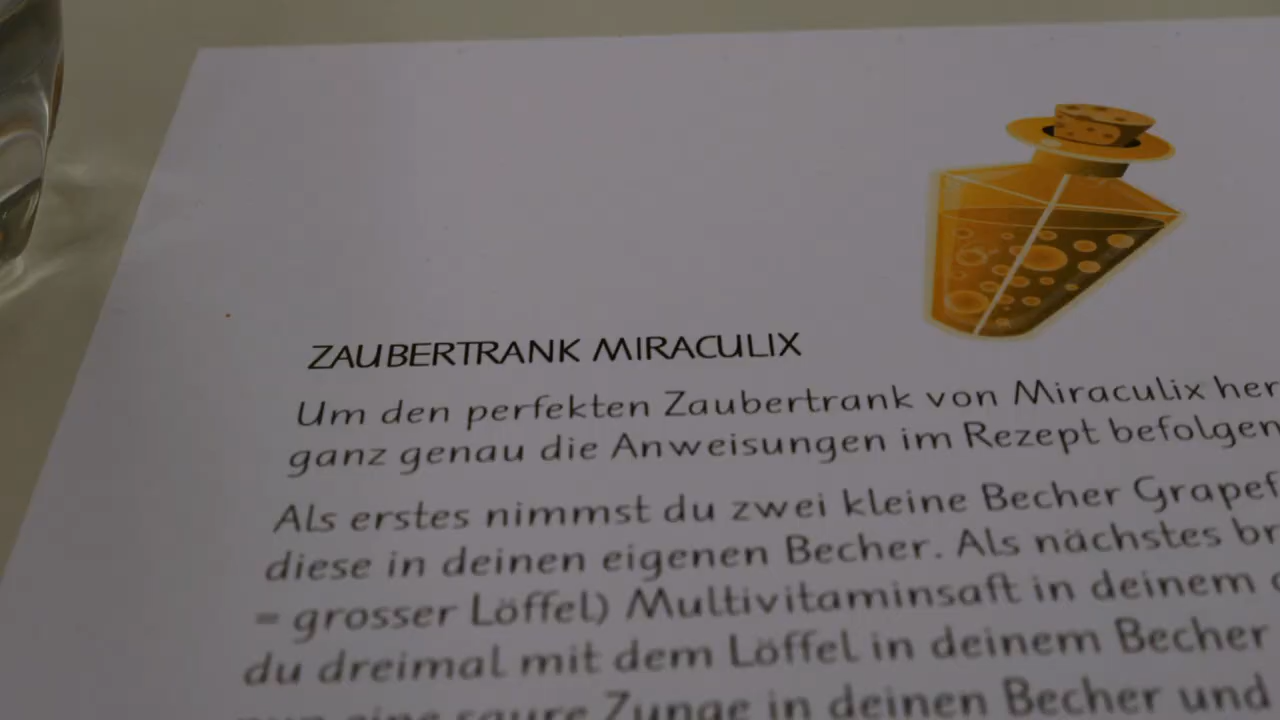 ZAUBERTRANK MIRACULIX
Um den perfekten Zaubertrank von Miraculix her
ganz genau die Anweisungen im Rezept befolgen
Als erstes nimmst du zwei kleine Becher Grapef
diese in deinen eigenen Becher. Als nächstes br
= grosser Löffel) Multivitaminsaft in deinem
du dreimal mit dem Löffel in deinem Becher
eine saure Zunge in deinen Becher und